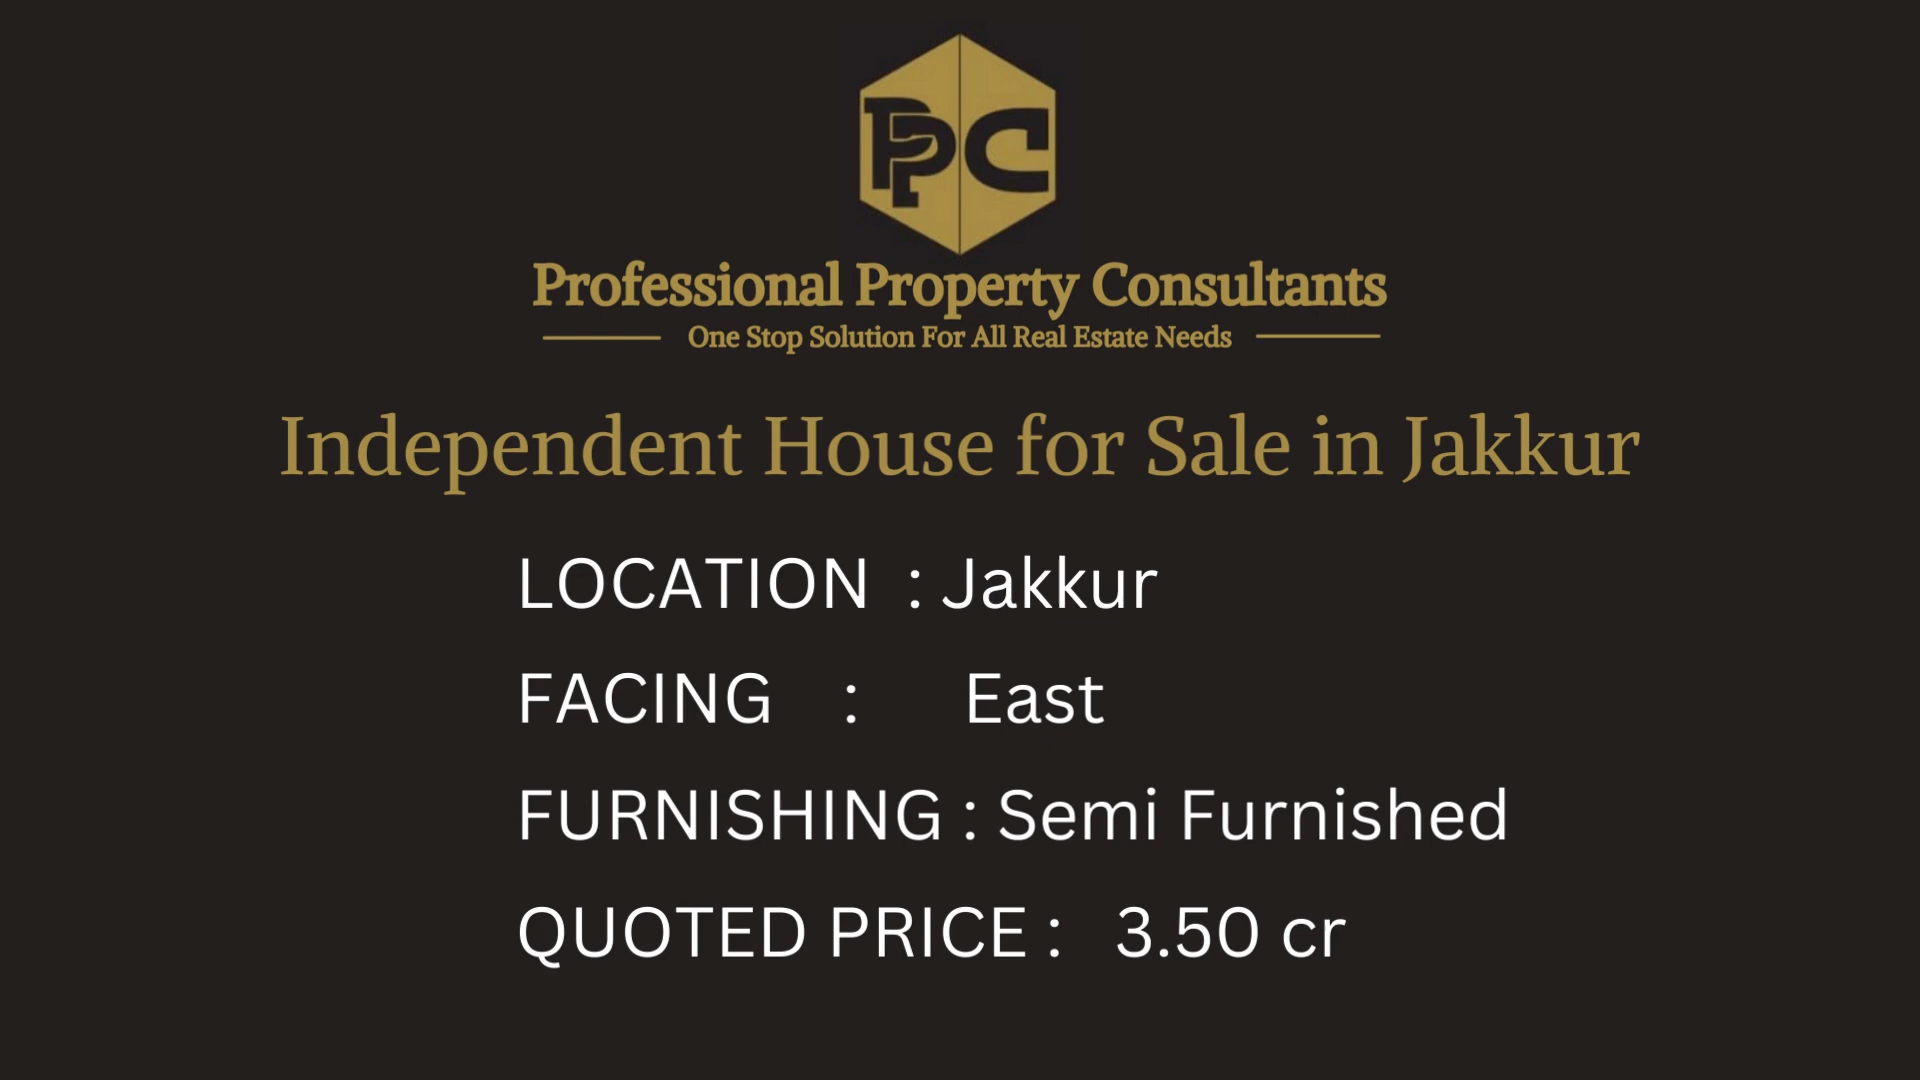 PPC
Professional Property Consultants
One Stop Solution For All Real Estate Needs
Independent House for Sale in Jakkur
LOCATION : Jakkur
FACING : East
FURNISHING : Semi Furnished
QUOTED PRICE : 3.50 cr